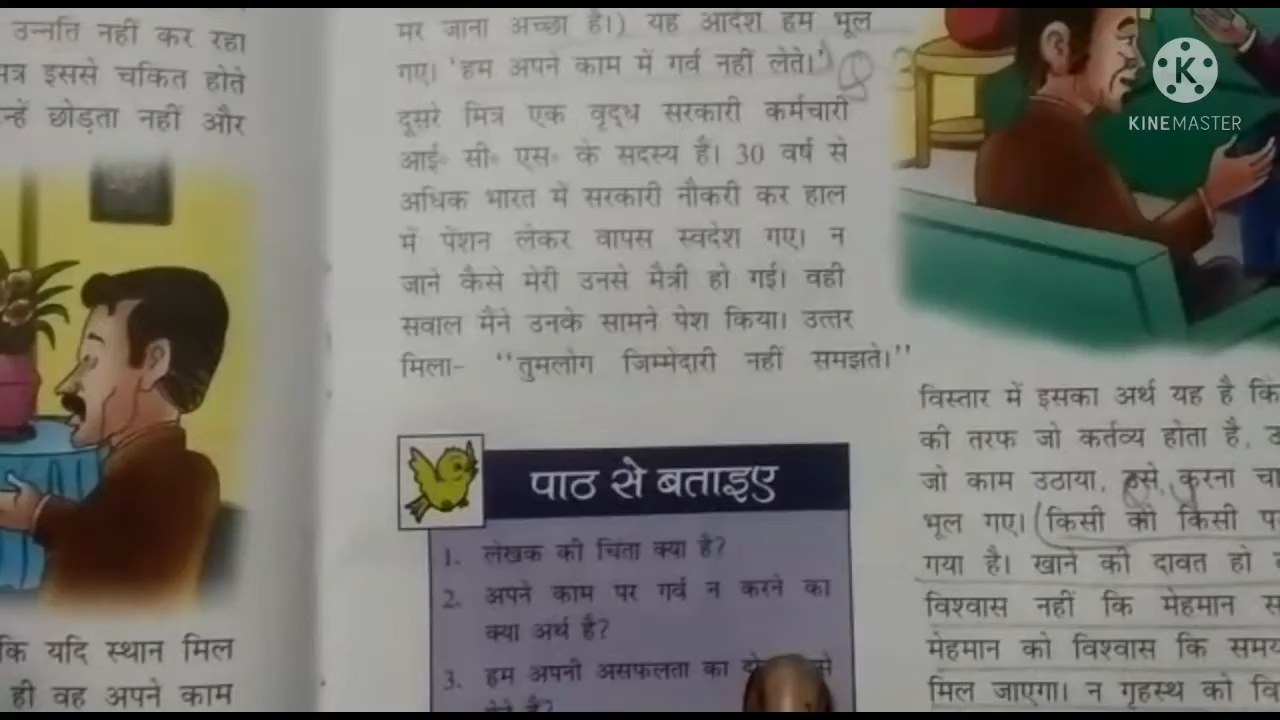 उन्नति नहीं कर रहा
इससे चकित होते
छोड़ता नहीं और
कि यदि स्थान मिल
ही वह अपने काम
मर जाना अच्छा है।) यह आदेश हम भूल
गए। 'हम अपने काम में गर्व नहीं लेते।'
दूसरे मित्र एक वृद्ध सरकारी कर्मचारी
आई॰ सी॰ एस॰ के सदस्य हैं। 30 वर्ष से
अधिक भारत में सरकारी नौकरी कर हाल
में पेंशन लेकर वापस स्वदेश गए। न
जाने कैसे मेरी उनसे मैत्री हो गई। वही
सवाल मैंने उनके सामने पेश किया। उत्तर
मिला- "तुमलोग जिम्मेदारी नहीं समझते।"
पाठ से बताइए
1. लेखक की चिंता क्या है?
2. अपने काम पर गर्व न करने का
क्या अर्थ है?
3. हम अपनी असफलता का
KINEMASTER
विस्तार में इसका अर्थ यह है कि
की तरफ जो कर्तव्य होता है,
जो काम उठाया, उसे करना
भूल गए। (किसी को किसी
गया है। खाने की दावत हो
विश्वास नहीं कि मेहमान
मेहमान को विश्वास कि
मिल जाएगा। न गृहस्थ को